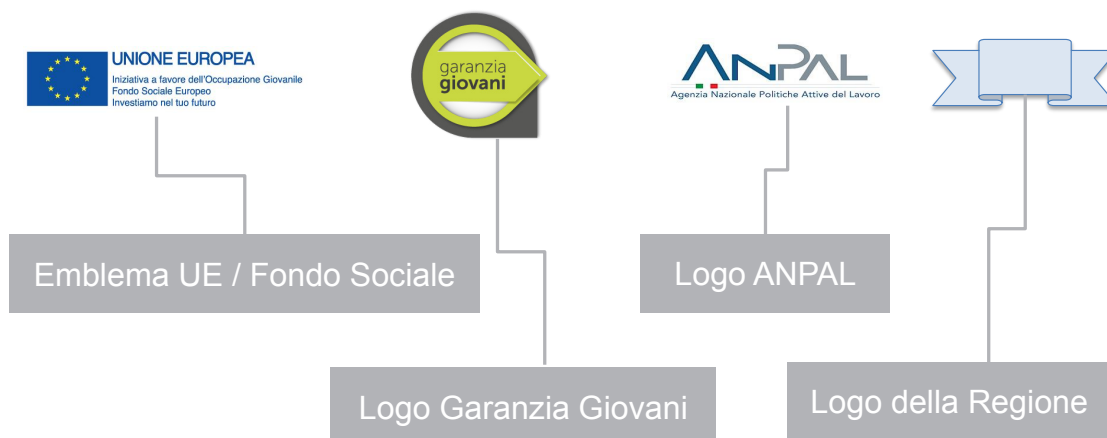 UNIONE EUROPEA
Iniziativa a favore dell'Occupazione Giovanile
Fondo Sociale Europeo
Investiamo nel tuo futuro
garanzia
giovani
ANPAL
Agenzia Nazionale Politiche Attive del Lavoro
Emblema UE / Fondo Sociale
Logo ANPAL
Logo Garanzia Giovani
Logo della Regione